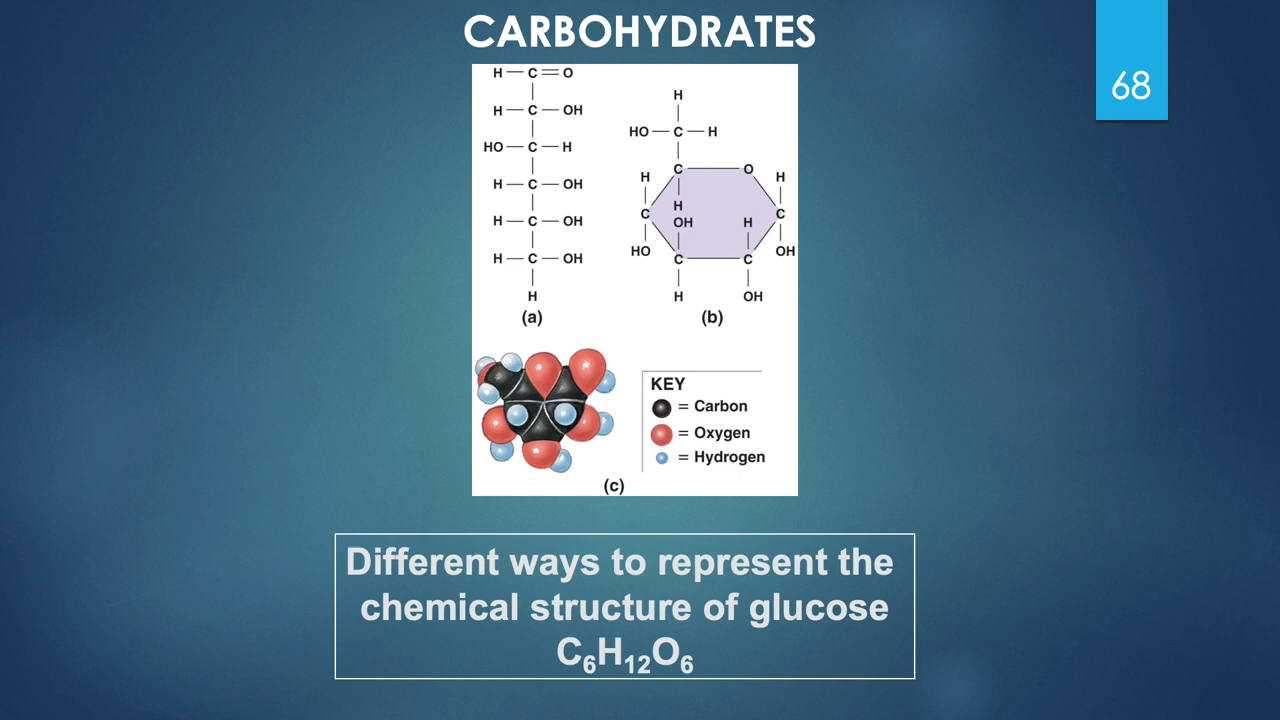 CARBOHYDRATES
68
H—C=O
H—C—OH
HO—C—H
H—C—OH
H—C—OH
H—C—OH
H
(a)
H
HO—C—H
C O
H H
H
C C
OH H
HO OH
C C
H OH
(b)
KEY
= Carbon
= Oxygen
= Hydrogen
(c)
Different ways to represent the
chemical structure of glucose
C₆H₁₂O₆